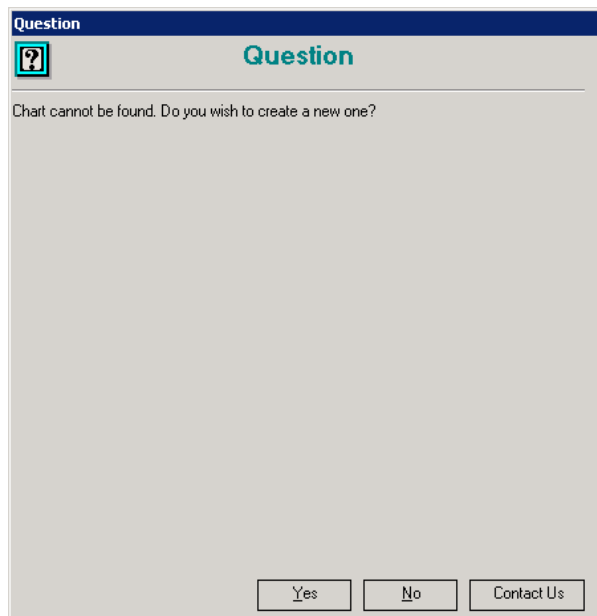 Question
?
Question
Chart cannot be found. Do you wish to create a new one?
Yes
No
Contact Us